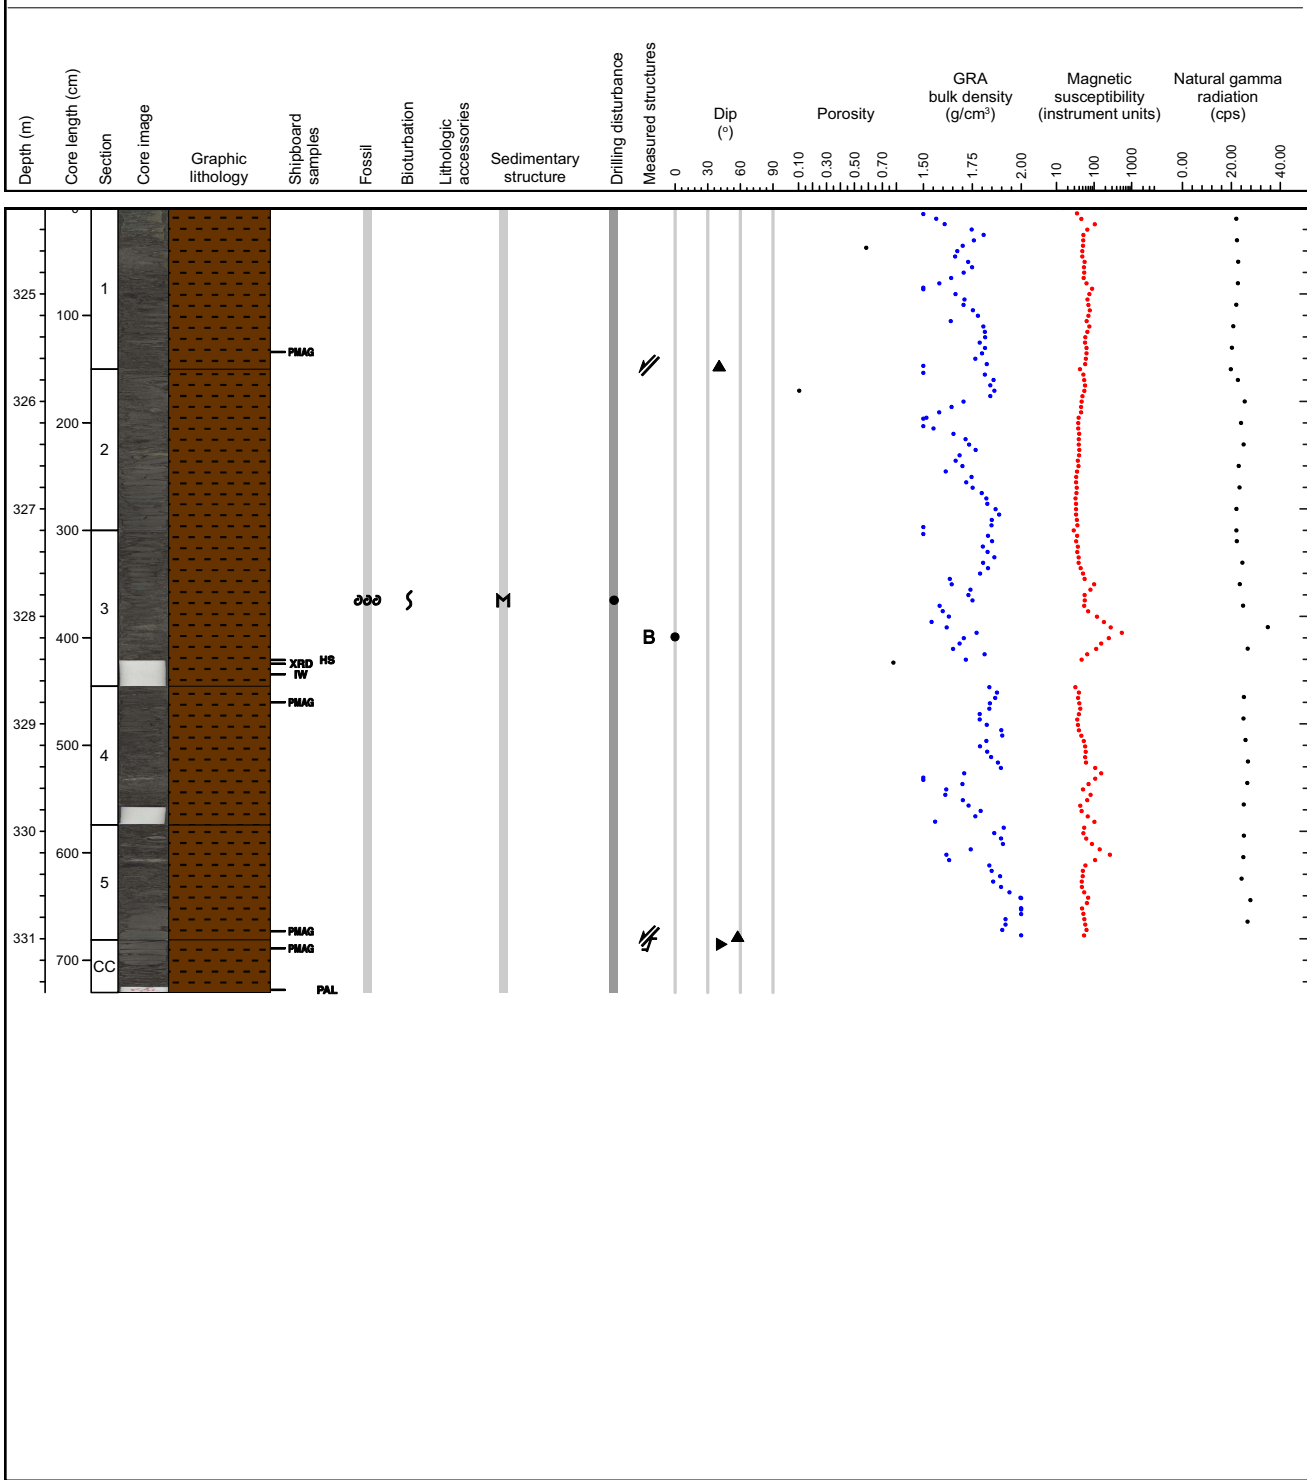 Depth (m)
Core length (cm)
Section
Core image
Graphic
lithology
Shipboard
samples
Fossil
Bioturbation
Lithologic
accessories
Sedimentary
structure
Drilling disturbance
Measured structures
Dip
(°)
Porosity
GRA
bulk density
(g/cm³)
Magnetic
susceptibility
(instrument units)
Natural gamma
radiation
(cps)
0 30 60 90
0.10 0.30 0.50 0.70
1.50 1.75 2.00
10 100 1000
0.00 20.00 40.00
0
325
1
100
PMAG
326
200
2
327
300
328
3
M
400
B
HS
XRD
IW
PMAG
329
500
4
330
600
5
PMAG
331
PMAG
700
CC
PAL